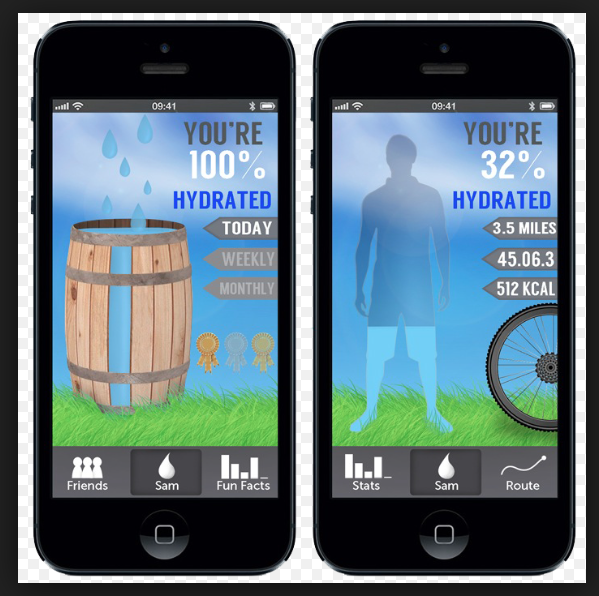 09:41
YOU'RE
100%
HYDRATED
TODAY
WEEKLY
MONTHLY
Friends
Sam
Fun Facts
09:41
YOU'RE
32%
HYDRATED
3.5 MILES
45.06.3
512 KCAL
Stats
Sam
Route